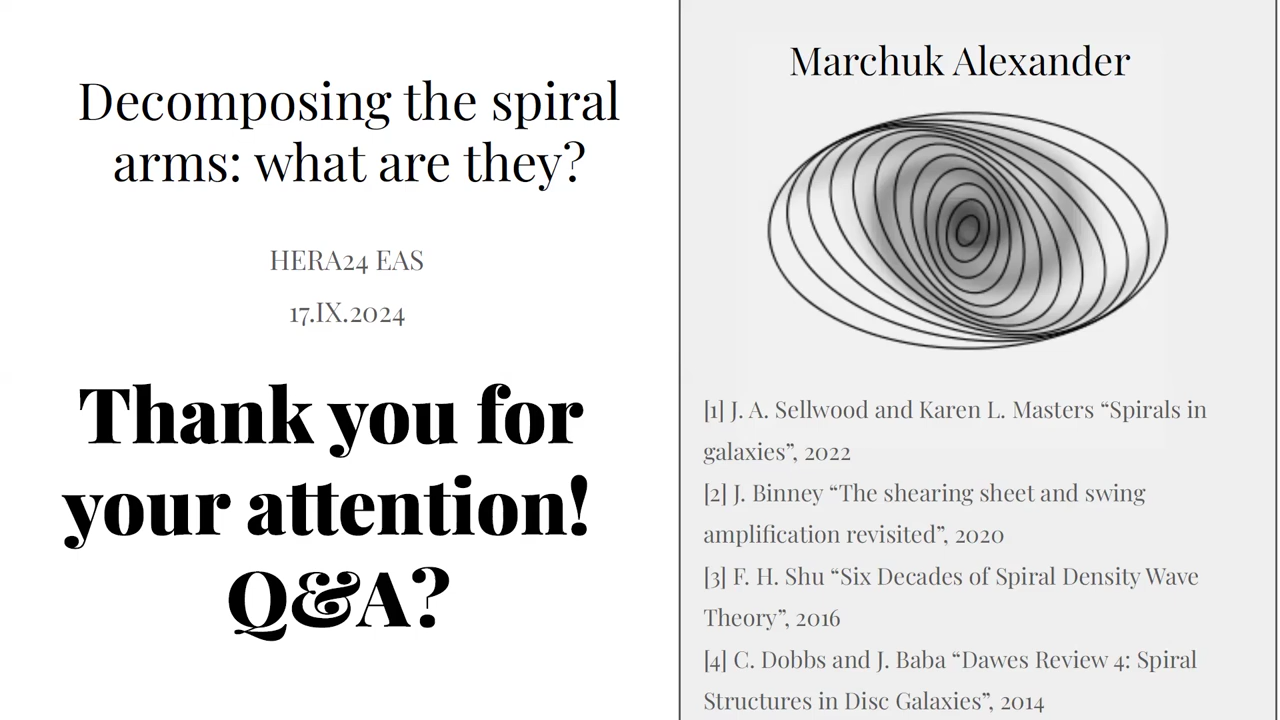 Decomposing the spiral
arms: what are they?
HERA24 EAS
17.IX.2024
Thank you for
your attention!
Q&A?
Marchuk Alexander
[1] J. A. Sellwood and Karen L. Masters “Spirals in
galaxies”, 2022
[2] J. Binney “The shearing sheet and swing
amplification revisited”, 2020
[3] F. H. Shu “Six Decades of Spiral Density Wave
Theory”, 2016
[4] C. Dobbs and J. Baba “Dawes Review 4: Spiral
Structures in Disc Galaxies”, 2014